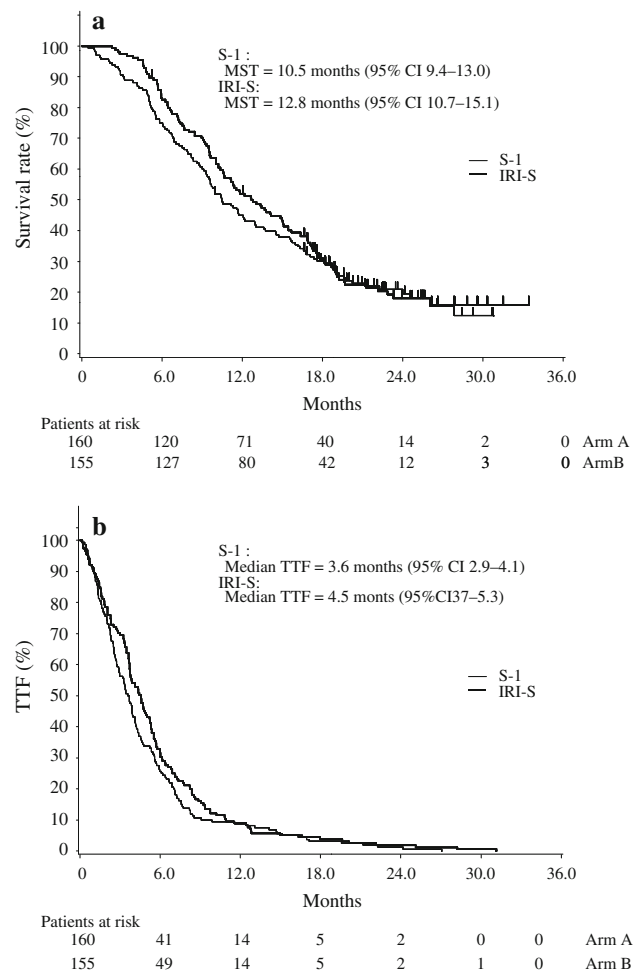 a
S-1 :
MST = 10.5 months (95% CI 9.4–13.0)
IRI-S:
MST = 12.8 months (95% CI 10.7–15.1)
S-1
IRI-S
Survival rate (%)
100
90
80
70
60
50
40
30
20
10
0
0 6.0 12.0 18.0 24.0 30.0 36.0
Months
Patients at risk
160 120 71 40 14 2 0 Arm A
155 127 80 42 12 3 0 ArmB
b
S-1 :
Median TTF = 3.6 months (95% CI 2.9–4.1)
IRI-S:
Median TTF = 4.5 monts (95%CI37–5.3)
S-1
IRI-S
TTF (%)
100
90
80
70
60
50
40
30
20
10
0
0.0 6.0 12.0 18.0 24.0 30.0 36.0
Months
Patients at risk
160 41 14 5 2 0 0 Arm A
155 49 14 5 2 1 0 Arm B